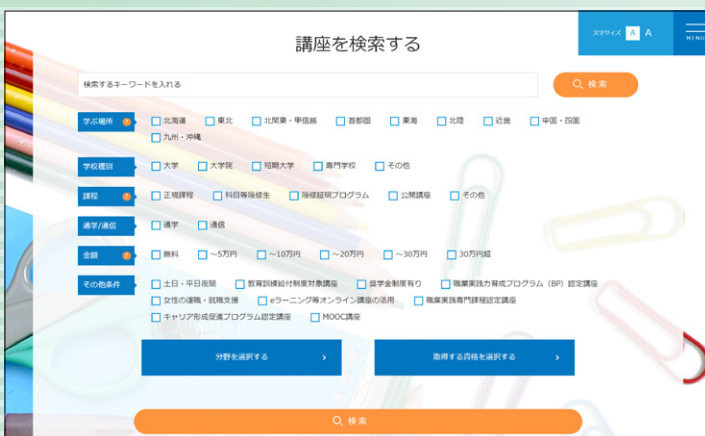 文字サイズ A A
MENU
講座を検索する
検索するキーワードを入れる
検索
学ぶ場所 ? 北海道 東北 北関東・甲信越 首都圏 東海 北陸 近畿 中国・四国
九州・沖縄
学校種別 大学 大学院 短期大学 専門学校 その他
課程 ? 正規課程 科目等履修生 履修証明プログラム 公開講座 その他
通学/通信 通学 通信
金額 ? 無料 ～5万円 ～10万円 ～20万円 ～30万円 30万円超
その他条件 土日・平日夜間 教育訓練給付制度対象講座 奨学金制度有り 職業実践力育成プログラム（BP）認定講座
女性の復職・就職支援 eラーニング等オンライン講座の活用 職業実践専門課程認定講座
キャリア形成促進プログラム認定講座 MOOC講座
分野を選択する ›
取得する資格を選択する ›
検索